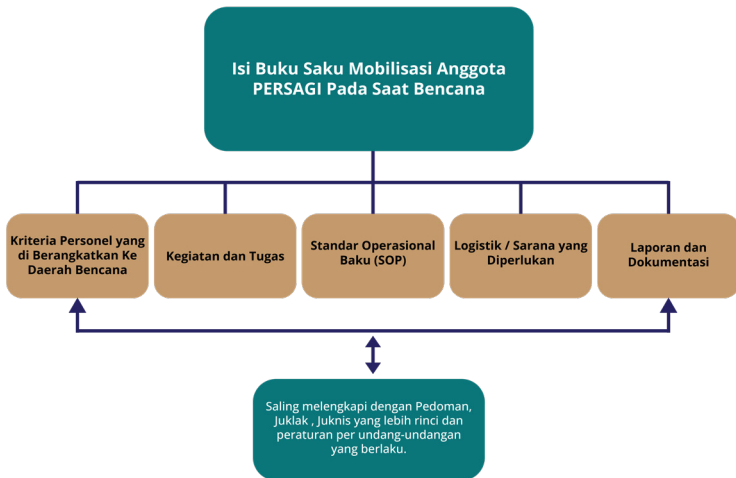 Isi Buku Saku Mobilisasi Anggota
PERSAGI Pada Saat Bencana
Kriteria Personel yang
di Berangkatkan Ke
Daerah Bencana
Kegiatan dan Tugas
Standar Operasional
Baku (SOP)
Logistik / Sarana yang
Diperlukan
Laporan dan
Dokumentasi
Saling melengkapi dengan Pedoman,
Juklak , Juknis yang lebih rinci dan
peraturan per undang-undangan
yang berlaku.